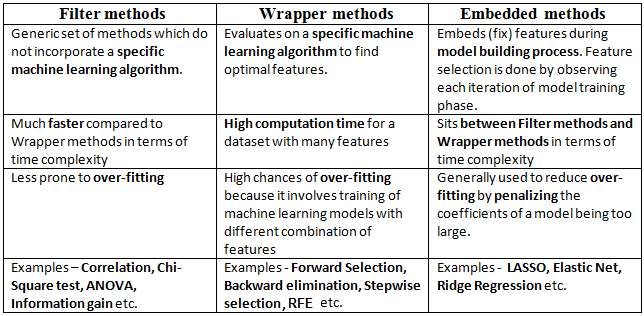 Filter methods
Wrapper methods
Embedded methods
Generic set of methods which do
not incorporate a specific
machine learning algorithm.
Evaluates on a specific machine
learning algorithm to find
optimal features.
Embeds (fix) features during
model building process. Feature
selection is done by observing
each iteration of model training
phase.
Much faster compared to
Wrapper methods in terms of
time complexity
High computation time for a
dataset with many features
Sits between Filter methods and
Wrapper methods in terms of
time complexity
Less prone to over-fitting
High chances of over-fitting
because it involves training of
machine learning models with
different combination of
features
Generally used to reduce over-
fitting by penalizing the
coefficients of a model being too
large.
Examples – Correlation, Chi-
Square test, ANOVA,
Information gain etc.
Examples - Forward Selection,
Backward elimination, Stepwise
selection, RFE etc.
Examples - LASSO, Elastic Net,
Ridge Regression etc.